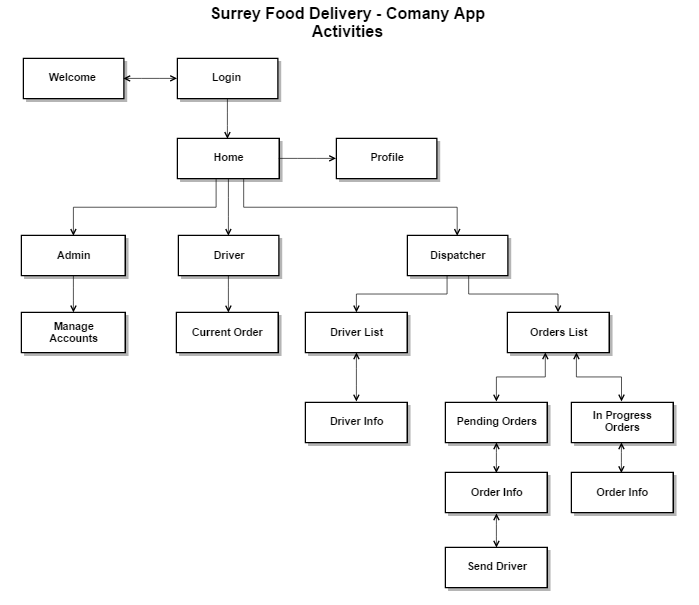 Surrey Food Delivery - Comany App
Activities
Welcome
Login
Home
Profile
Admin
Driver
Dispatcher
Manage
Accounts
Current Order
Driver List
Orders List
Driver Info
Pending Orders
In Progress
Orders
Order Info
Order Info
Send Driver